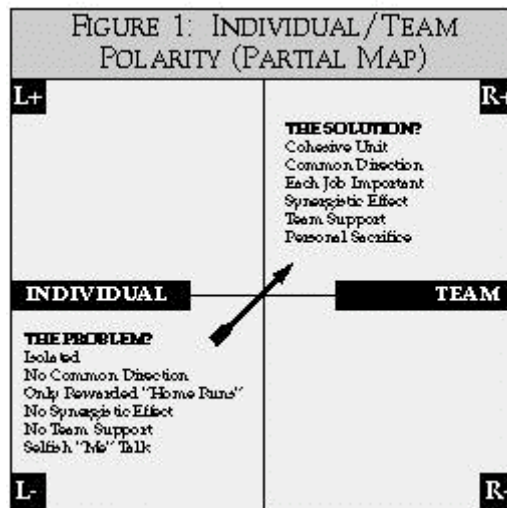 FIGURE 1: INDIVIDUAL/TEAM
POLARITY (PARTIAL MAP)
L+
R+
THE SOLUTION?
Cohesive Unit
Common Direction
Each Job Important
Synergistic Effect
Team Support
Personal Sacrifice
INDIVIDUAL
TEAM
THE PROBLEM?
Isolated
No Common Direction
Only Rewarded "Home Runs"
No Synergistic Effect
No Team Support
Selfish "Me" Talk
L-
R-